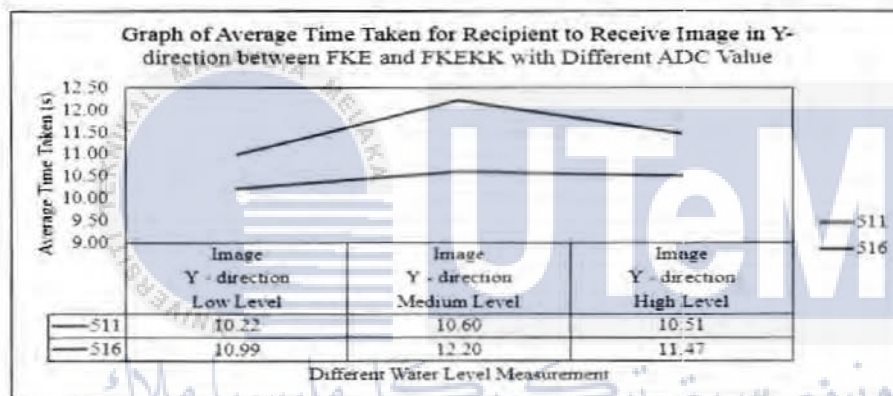 Graph of Average Time Taken for Recipient to Receive Image in Y-
direction between FKE and FKEKK with Different ADC Value
Average Time Taken (s)
12.50
12.00
11.50
11.00
10.50
10.00
9.50
9.00
Image Image Image
Y - direction Y - direction Y - direction
Low Level Medium Level High Level
511 10.22 10.60 10.51
516 10.99 12.20 11.47
Different Water Level Measurement
511
516
UTeM